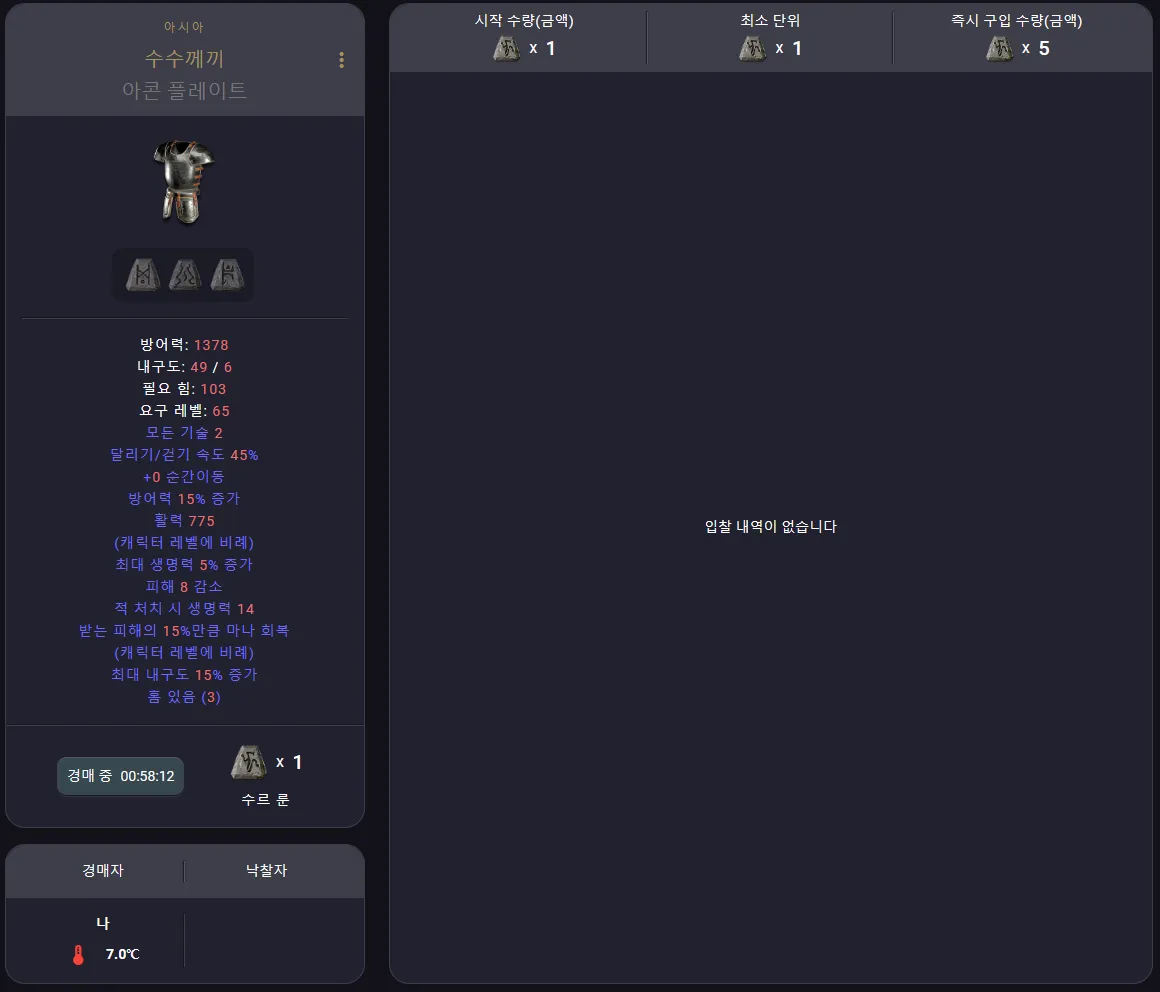 아시아
수수께끼
아콘 플레이트
방어력: 1378
내구도: 49 / 6
필요 힘: 103
요구 레벨: 65
모든 기술 2
달리기/걷기 속도 45%
+0 순간이동
방어력 15% 증가
활력 775
(캐릭터 레벨에 비례)
최대 생명력 5% 증가
피해 8 감소
적 처치 시 생명력 14
받는 피해의 15%만큼 마나 회복
(캐릭터 레벨에 비례)
최대 내구도 15% 증가
홈 있음 (3)
경매 중 00:58:12
x 1
수르 룬
경매자
낙찰자
나
7.0℃
시작 수량(금액)
x 1
최소 단위
x 1
즉시 구입 수량(금액)
x 5
입찰 내역이 없습니다